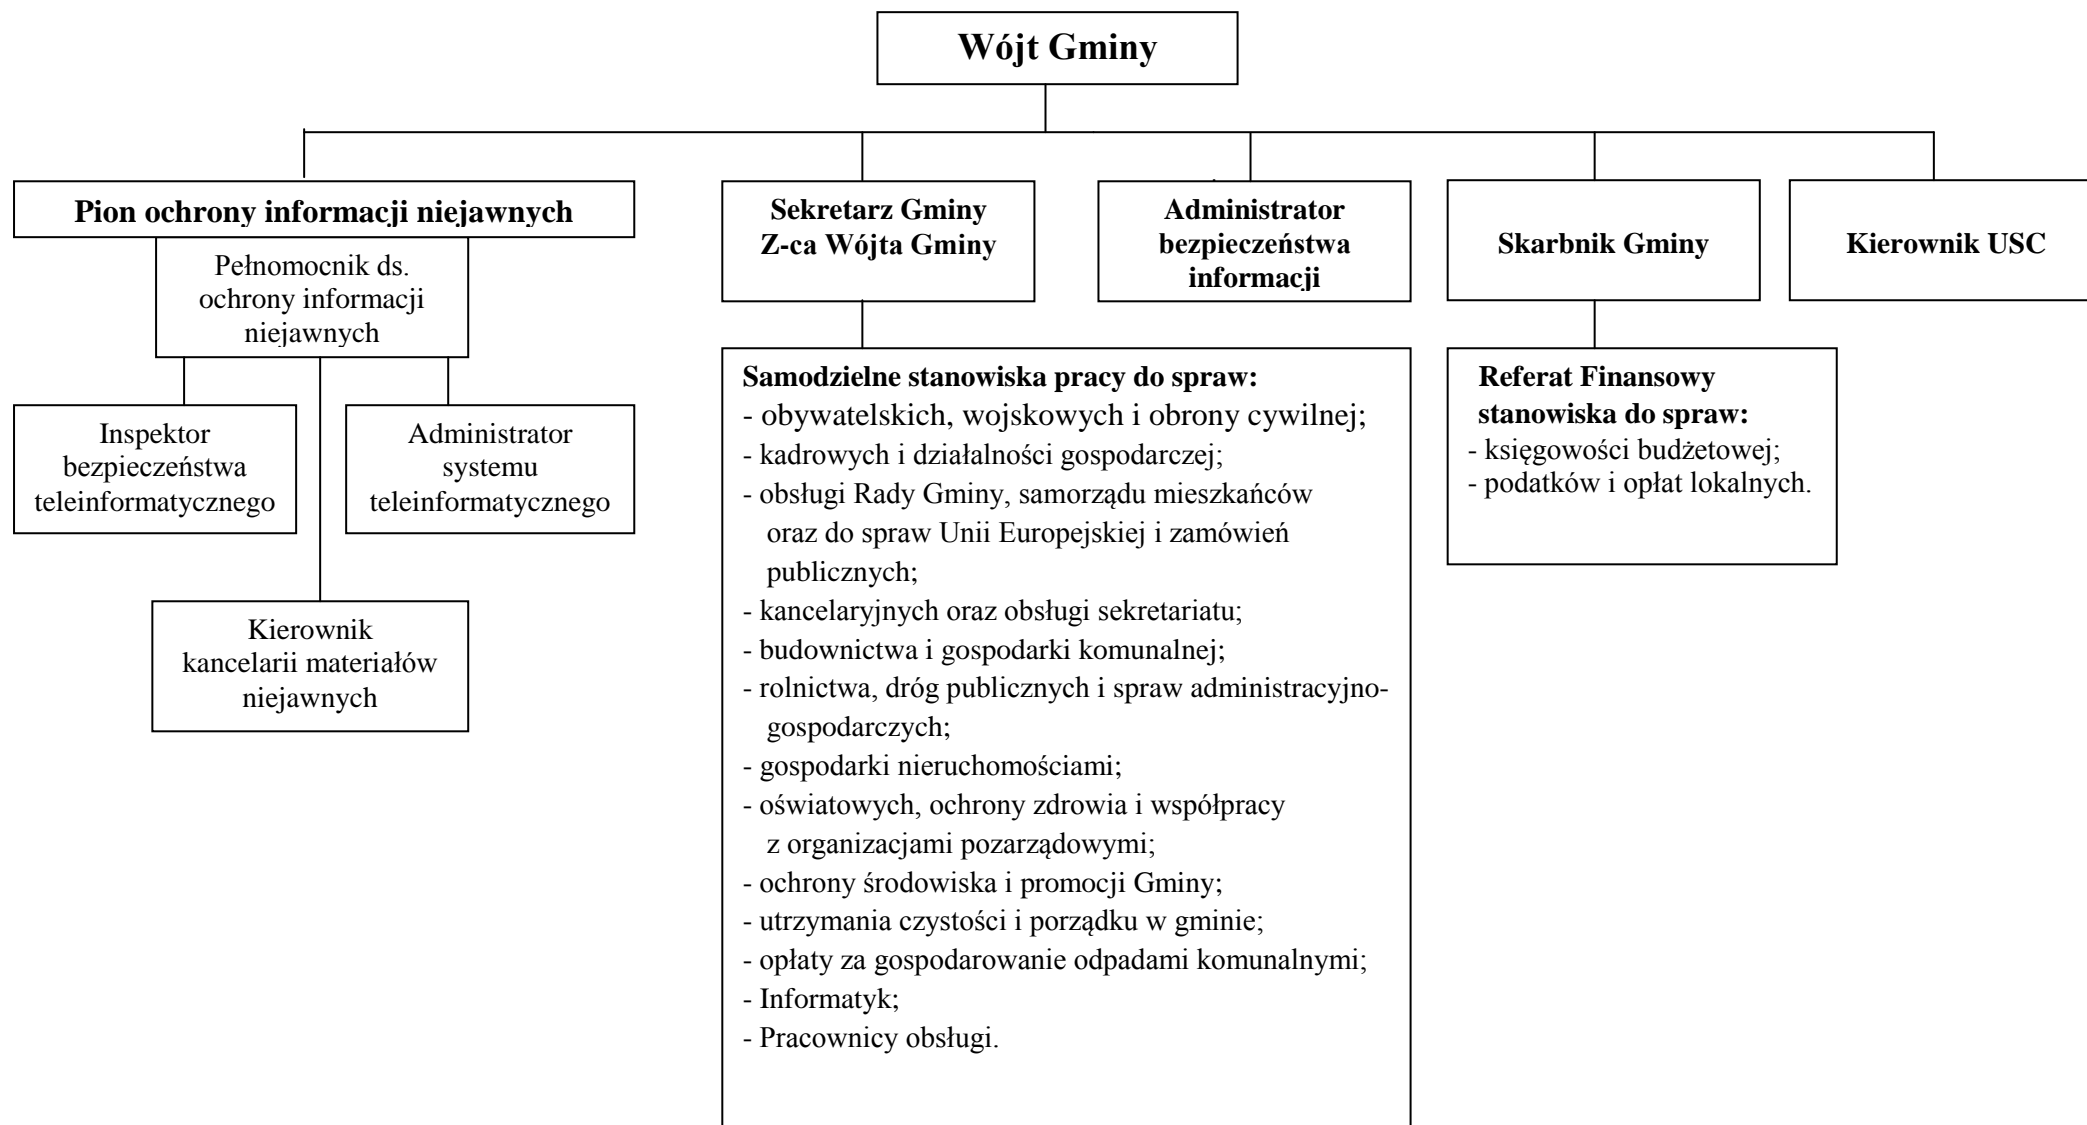 Wójt Gminy
Pion ochrony informacji niejawnych
Pełnomocnik ds.
ochrony informacji
niejawnych
Inspektor
bezpieczeństwa
teleinformatycznego
Administrator
systemu
teleinformatycznego
Kierownik
kancelarii materiałów
niejawnych
Sekretarz Gminy
Z-ca Wójta Gminy
Samodzielne stanowiska pracy do spraw:
- obywatelskich, wojskowych i obrony cywilnej;
- kadrowych i działalności gospodarczej;
- obsługi Rady Gminy, samorządu mieszkańców
oraz do spraw Unii Europejskiej i zamówień
publicznych;
- kancelaryjnych oraz obsługi sekretariatu;
- budownictwa i gospodarki komunalnej;
- rolnictwa, dróg publicznych i spraw administracyjno-
gospodarczych;
- gospodarki nieruchomościami;
- oświatowych, ochrony zdrowia i współpracy
z organizacjami pozarządowymi;
- ochrony środowiska i promocji Gminy;
- utrzymania czystości i porządku w gminie;
- opłaty za gospodarowanie odpadami komunalnymi;
- Informatyk;
- Pracownicy obsługi.
Administrator
bezpieczeństwa
informacji
Skarbnik Gminy
Referat Finansowy
stanowiska do spraw:
- księgowości budżetowej;
- podatków i opłat lokalnych.
Kierownik USC